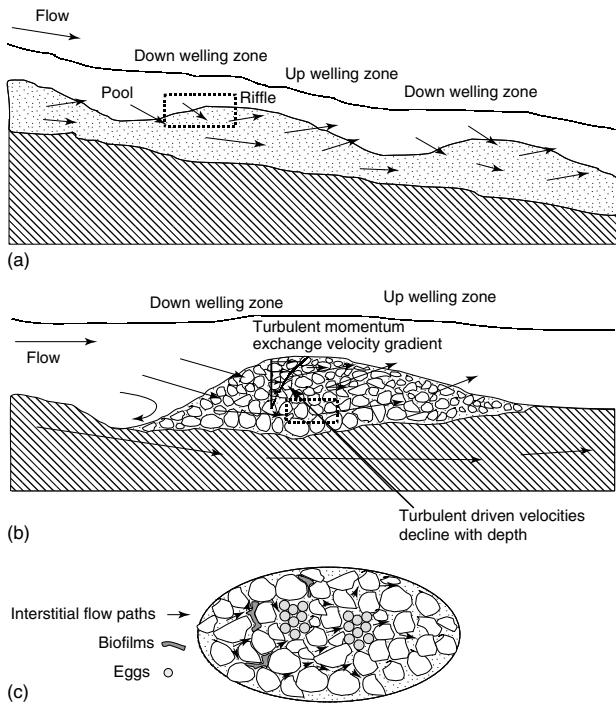 Flow
Down welling zone
Up welling zone
Down welling zone
Pool
Riffle
(a)
Down welling zone
Up welling zone
Turbulent momentum
exchange velocity gradient
Flow
Turbulent driven velocities
decline with depth
(b)
Interstitial flow paths
Biofilms
Eggs
(c)